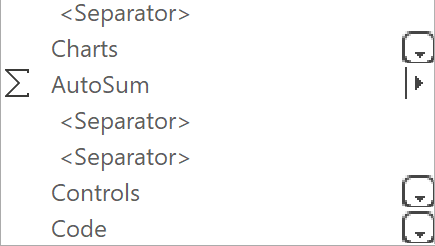 <Separator>
Charts
AutoSum
<Separator>
<Separator>
Controls
Code